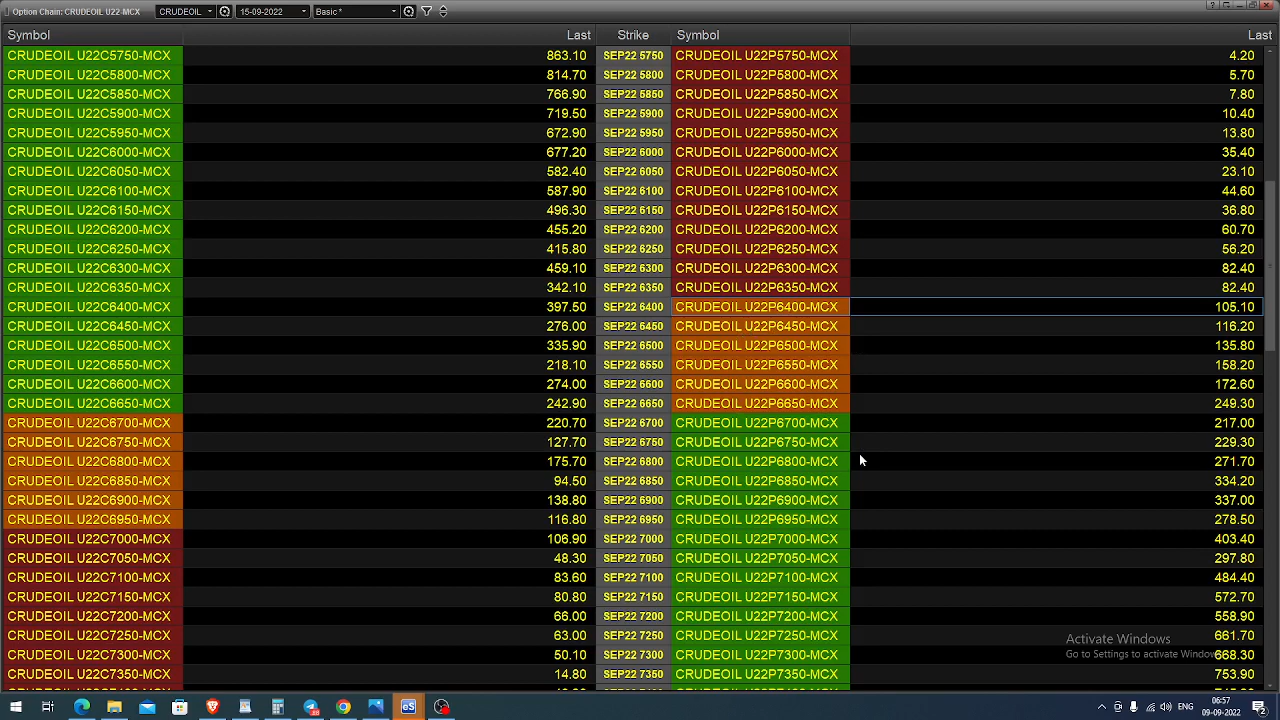 Option Chain: CRUDEOIL U22-MCX CRUDEOIL 15-09-2022 Basic *
Symbol Last Strike Symbol Last
CRUDEOIL U22C5750-MCX 863.10 SEP22 5750 CRUDEOIL U22P5750-MCX 4.20
CRUDEOIL U22C5800-MCX 814.70 SEP22 5800 CRUDEOIL U22P5800-MCX 5.70
CRUDEOIL U22C5850-MCX 766.90 SEP22 5850 CRUDEOIL U22P5850-MCX 7.80
CRUDEOIL U22C5900-MCX 719.50 SEP22 5900 CRUDEOIL U22P5900-MCX 10.40
CRUDEOIL U22C5950-MCX 672.90 SEP22 5950 CRUDEOIL U22P5950-MCX 13.80
CRUDEOIL U22C6000-MCX 677.20 SEP22 6000 CRUDEOIL U22P6000-MCX 35.40
CRUDEOIL U22C6050-MCX 582.40 SEP22 6050 CRUDEOIL U22P6050-MCX 23.10
CRUDEOIL U22C6100-MCX 587.90 SEP22 6100 CRUDEOIL U22P6100-MCX 44.60
CRUDEOIL U22C6150-MCX 496.30 SEP22 6150 CRUDEOIL U22P6150-MCX 36.80
CRUDEOIL U22C6200-MCX 455.20 SEP22 6200 CRUDEOIL U22P6200-MCX 60.70
CRUDEOIL U22C6250-MCX 415.80 SEP22 6250 CRUDEOIL U22P6250-MCX 56.20
CRUDEOIL U22C6300-MCX 459.10 SEP22 6300 CRUDEOIL U22P6300-MCX 82.40
CRUDEOIL U22C6350-MCX 342.10 SEP22 6350 CRUDEOIL U22P6350-MCX 82.40
CRUDEOIL U22C6400-MCX 397.50 SEP22 6400 CRUDEOIL U22P6400-MCX 105.10
CRUDEOIL U22C6450-MCX 276.00 SEP22 6450 CRUDEOIL U22P6450-MCX 116.20
CRUDEOIL U22C6500-MCX 335.90 SEP22 6500 CRUDEOIL U22P6500-MCX 135.80
CRUDEOIL U22C6550-MCX 218.10 SEP22 6550 CRUDEOIL U22P6550-MCX 158.20
CRUDEOIL U22C6600-MCX 274.00 SEP22 6600 CRUDEOIL U22P6600-MCX 172.60
CRUDEOIL U22C6650-MCX 242.90 SEP22 6650 CRUDEOIL U22P6650-MCX 249.30
CRUDEOIL U22C6700-MCX 220.70 SEP22 6700 CRUDEOIL U22P6700-MCX 217.00
CRUDEOIL U22C6750-MCX 127.70 SEP22 6750 CRUDEOIL U22P6750-MCX 229.30
CRUDEOIL U22C6800-MCX 175.70 SEP22 6800 CRUDEOIL U22P6800-MCX 271.70
CRUDEOIL U22C6850-MCX 94.50 SEP22 6850 CRUDEOIL U22P6850-MCX 334.20
CRUDEOIL U22C6900-MCX 138.80 SEP22 6900 CRUDEOIL U22P6900-MCX 337.00
CRUDEOIL U22C6950-MCX 116.80 SEP22 6950 CRUDEOIL U22P6950-MCX 278.50
CRUDEOIL U22C7000-MCX 106.90 SEP22 7000 CRUDEOIL U22P7000-MCX 403.40
CRUDEOIL U22C7050-MCX 48.30 SEP22 7050 CRUDEOIL U22P7050-MCX 297.80
CRUDEOIL U22C7100-MCX 83.60 SEP22 7100 CRUDEOIL U22P7100-MCX 484.40
CRUDEOIL U22C7150-MCX 80.80 SEP22 7150 CRUDEOIL U22P7150-MCX 572.70
CRUDEOIL U22C7200-MCX 66.00 SEP22 7200 CRUDEOIL U22P7200-MCX 558.90
CRUDEOIL U22C7250-MCX 63.00 SEP22 7250 CRUDEOIL U22P7250-MCX 661.70
CRUDEOIL U22C7300-MCX 50.10 SEP22 7300 CRUDEOIL U22P7300-MCX 668.30
CRUDEOIL U22C7350-MCX 14.80 SEP22 7350 CRUDEOIL U22P7350-MCX 753.90
Activate Windows
Go to Settings to activate Windows
ENG 06:57
09-09-2022